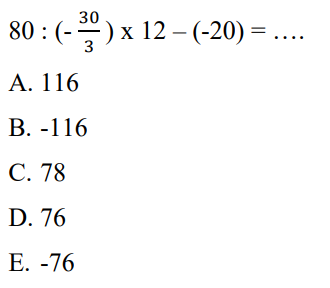 80 : (- 30/3 ) x 12 – (-20) = ….
A. 116
B. -116
C. 78
D. 76
E. -76